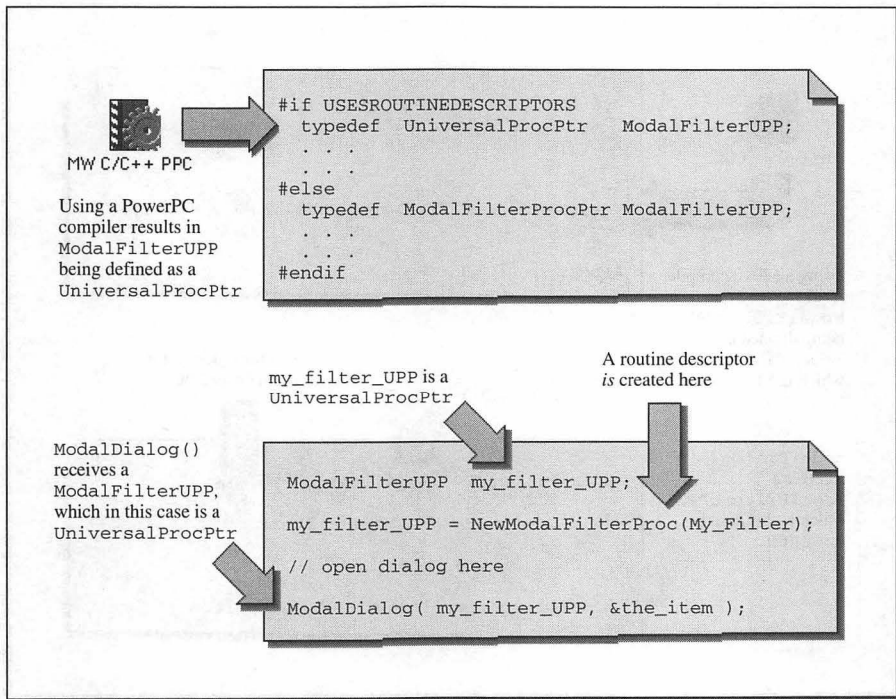 #if USESROUTINEDESCRIPTORS
typedef UniversalProcPtr ModalFilterUPP;
. . .
. . .
#else
typedef ModalFilterProcPtr ModalFilterUPP;
. . .
. . .
#endif
MW C/C++ PPC
Using a PowerPC
compiler results in
ModalFilterUPP
being defined as a
UniversalProcPtr
my_filter_UPP is a
UniversalProcPtr
A routine descriptor
is created here
ModalDialog()
receives a
ModalFilterUPP,
which in this case is a
UniversalProcPtr
ModalFilterUPP my_filter_UPP;
my_filter_UPP = NewModalFilterProc(My_Filter);
// open dialog here
ModalDialog( my_filter_UPP, &the_item );